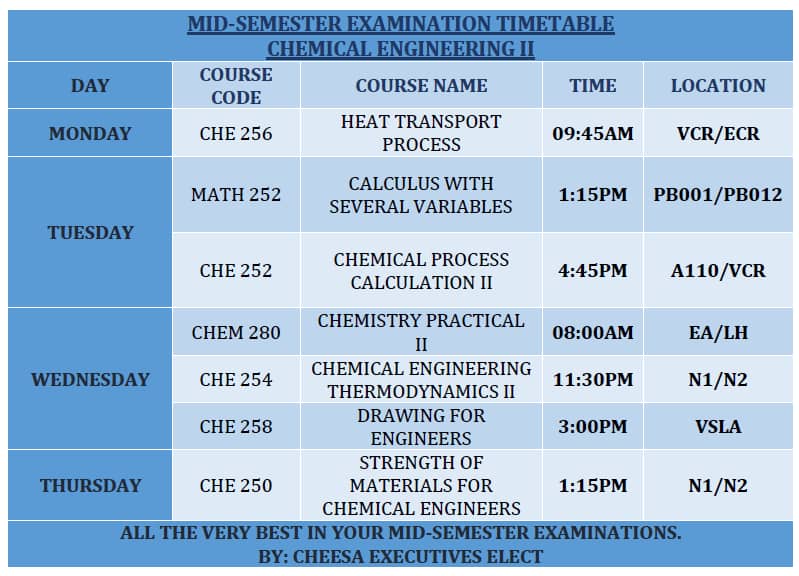 MID-SEMESTER EXAMINATION TIMETABLE
CHEMICAL ENGINEERING II
DAY COURSE CODE COURSE NAME TIME LOCATION
MONDAY CHE 256 HEAT TRANSPORT PROCESS 09:45AM VCR/ECR
TUESDAY MATH 252 CALCULUS WITH SEVERAL VARIABLES 1:15PM PB001/PB012
CHE 252 CHEMICAL PROCESS CALCULATION II 4:45PM A110/VCR
WEDNESDAY CHEM 280 CHEMISTRY PRACTICAL II 08:00AM EA/LH
CHE 254 CHEMICAL ENGINEERING THERMODYNAMICS II 11:30PM N1/N2
CHE 258 DRAWING FOR ENGINEERS 3:00PM VSLA
THURSDAY CHE 250 STRENGTH OF MATERIALS FOR CHEMICAL ENGINEERS 1:15PM N1/N2
ALL THE VERY BEST IN YOUR MID-SEMESTER EXAMINATIONS.
BY: CHEESA EXECUTIVES ELECT